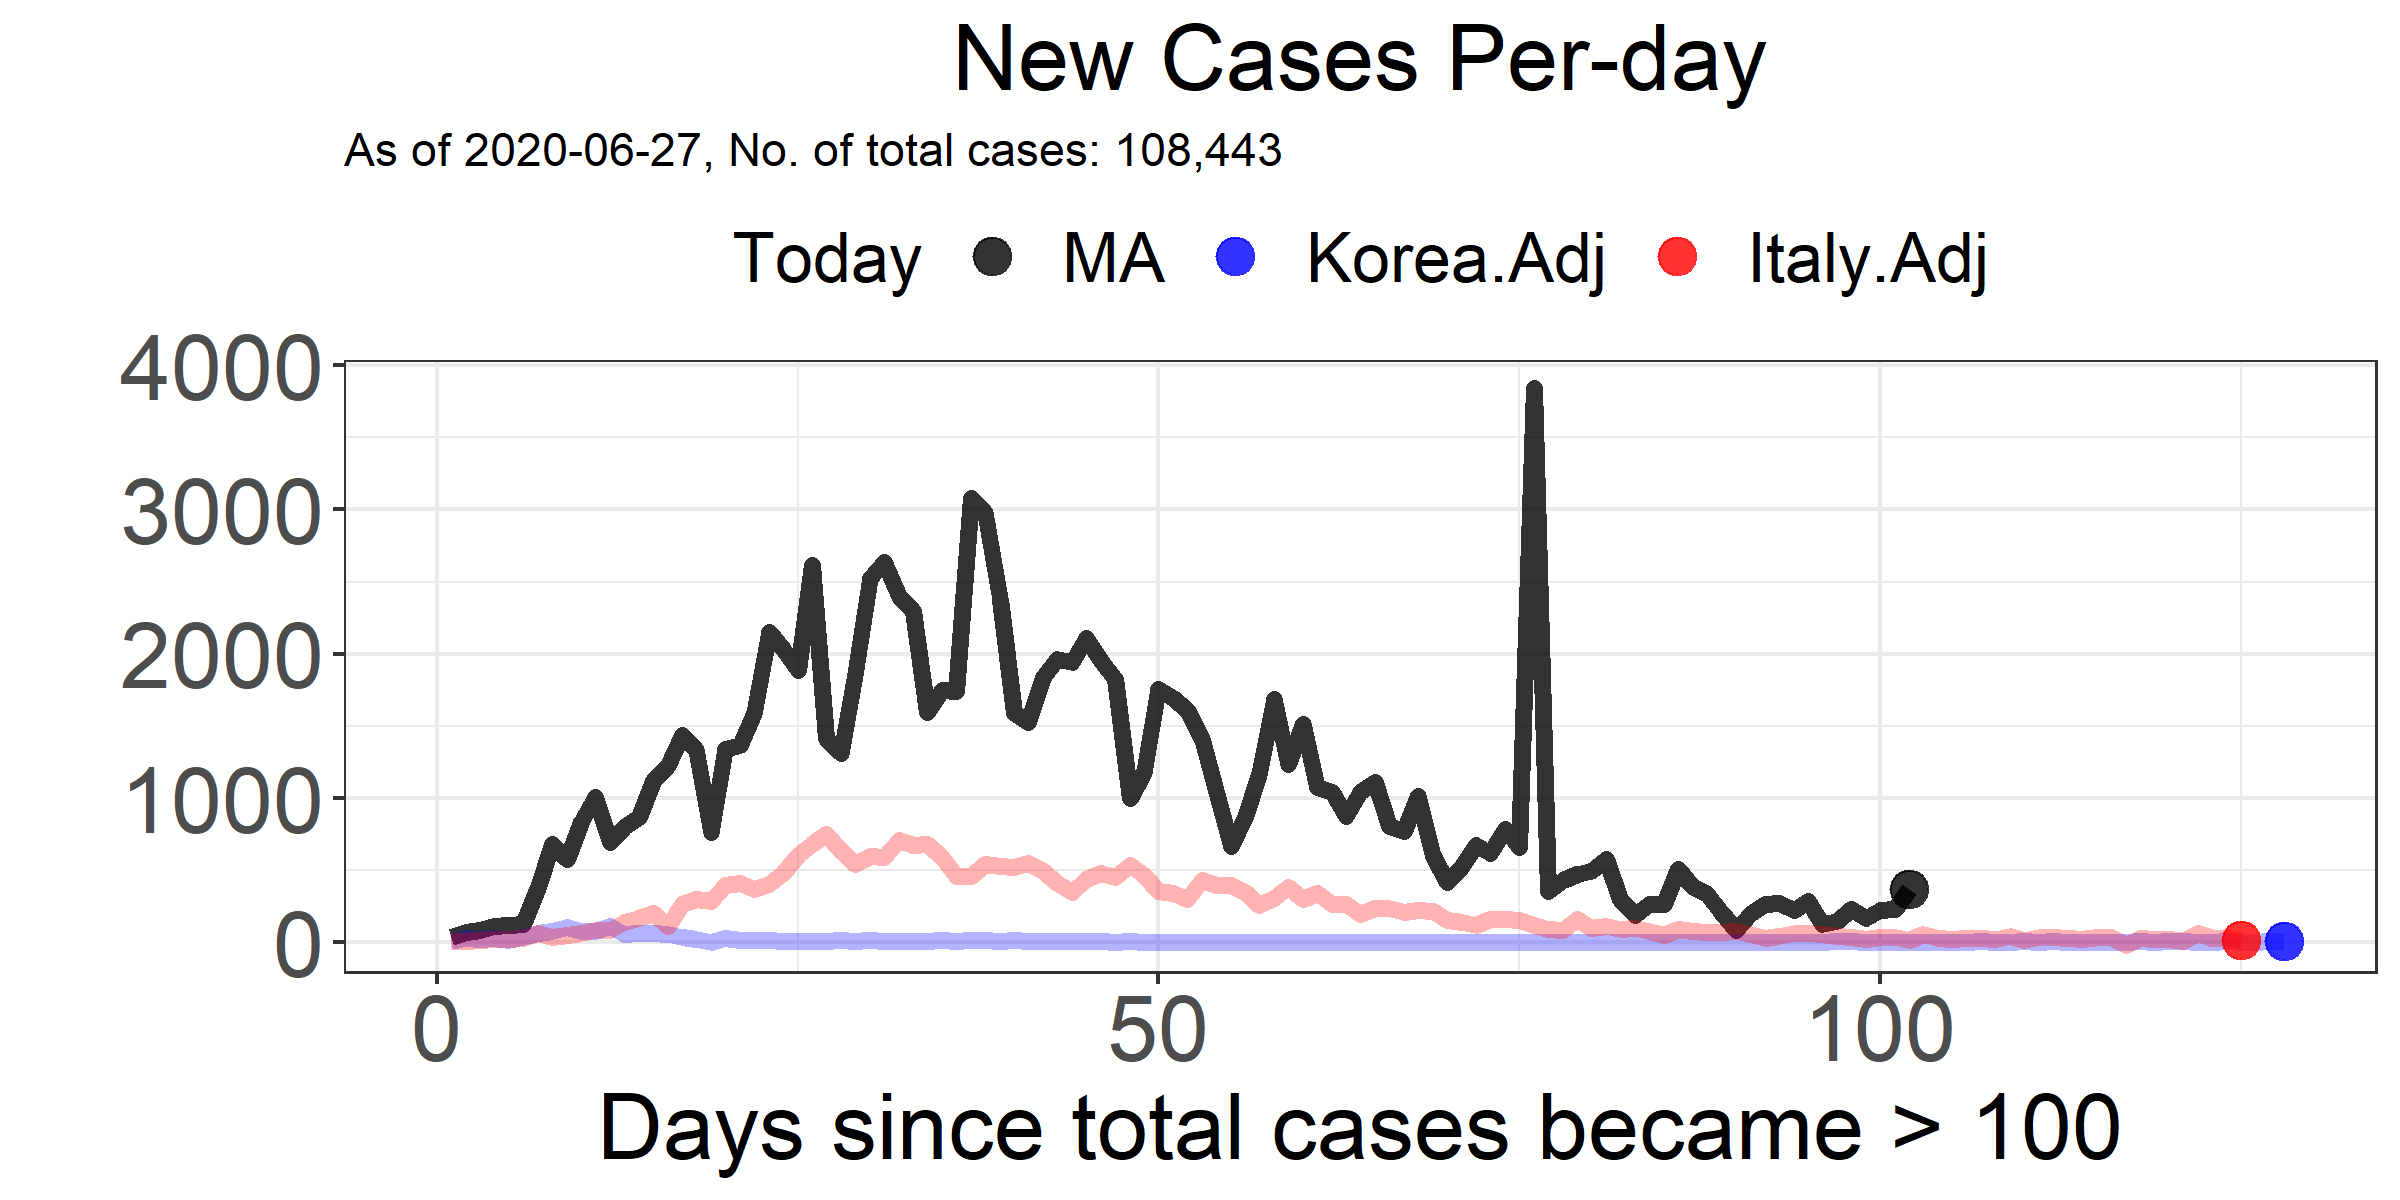 New Cases Per-day
As of 2020-06-27, No. of total cases: 108,443
Today MA Korea.Adj Italy.Adj
4000
3000
2000
1000
0
0 50 100
Days since total cases became > 100